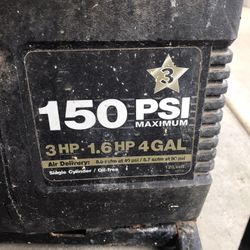 3
150 PSI
MAXIMUM
3 HP · 1.6 HP 4 GAL
Air Delivery:
Single Cylinder / Oil-free